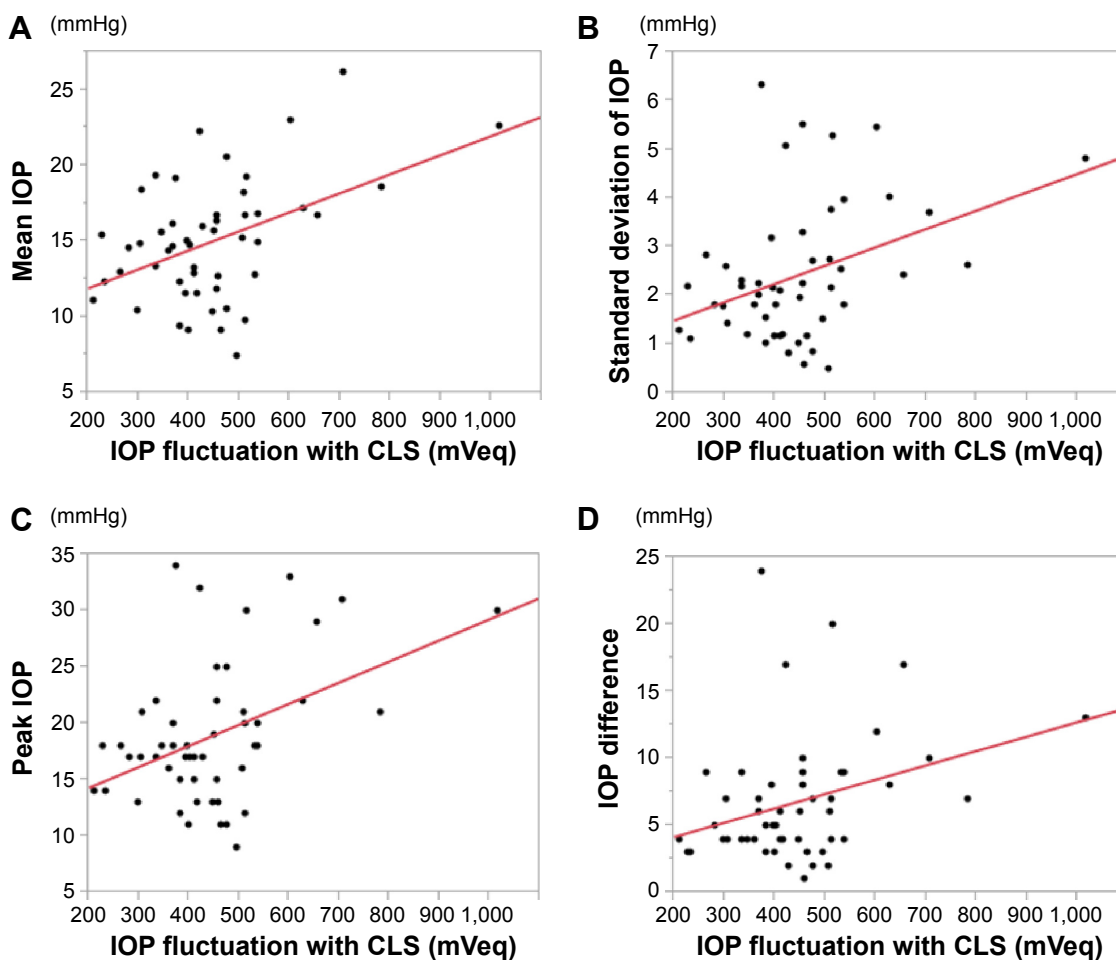 A (mmHg)
25
20
15
10
5
Mean IOP
200 300 400 500 600 700 800 900 1,000
IOP fluctuation with CLS (mVeq)
B (mmHg)
7
6
5
4
3
2
1
0
Standard deviation of IOP
200 300 400 500 600 700 800 900 1,000
IOP fluctuation with CLS (mVeq)
C (mmHg)
35
30
25
20
15
10
5
Peak IOP
200 300 400 500 600 700 800 900 1,000
IOP fluctuation with CLS (mVeq)
D (mmHg)
25
20
15
10
5
0
IOP difference
200 300 400 500 600 700 800 900 1,000
IOP fluctuation with CLS (mVeq)